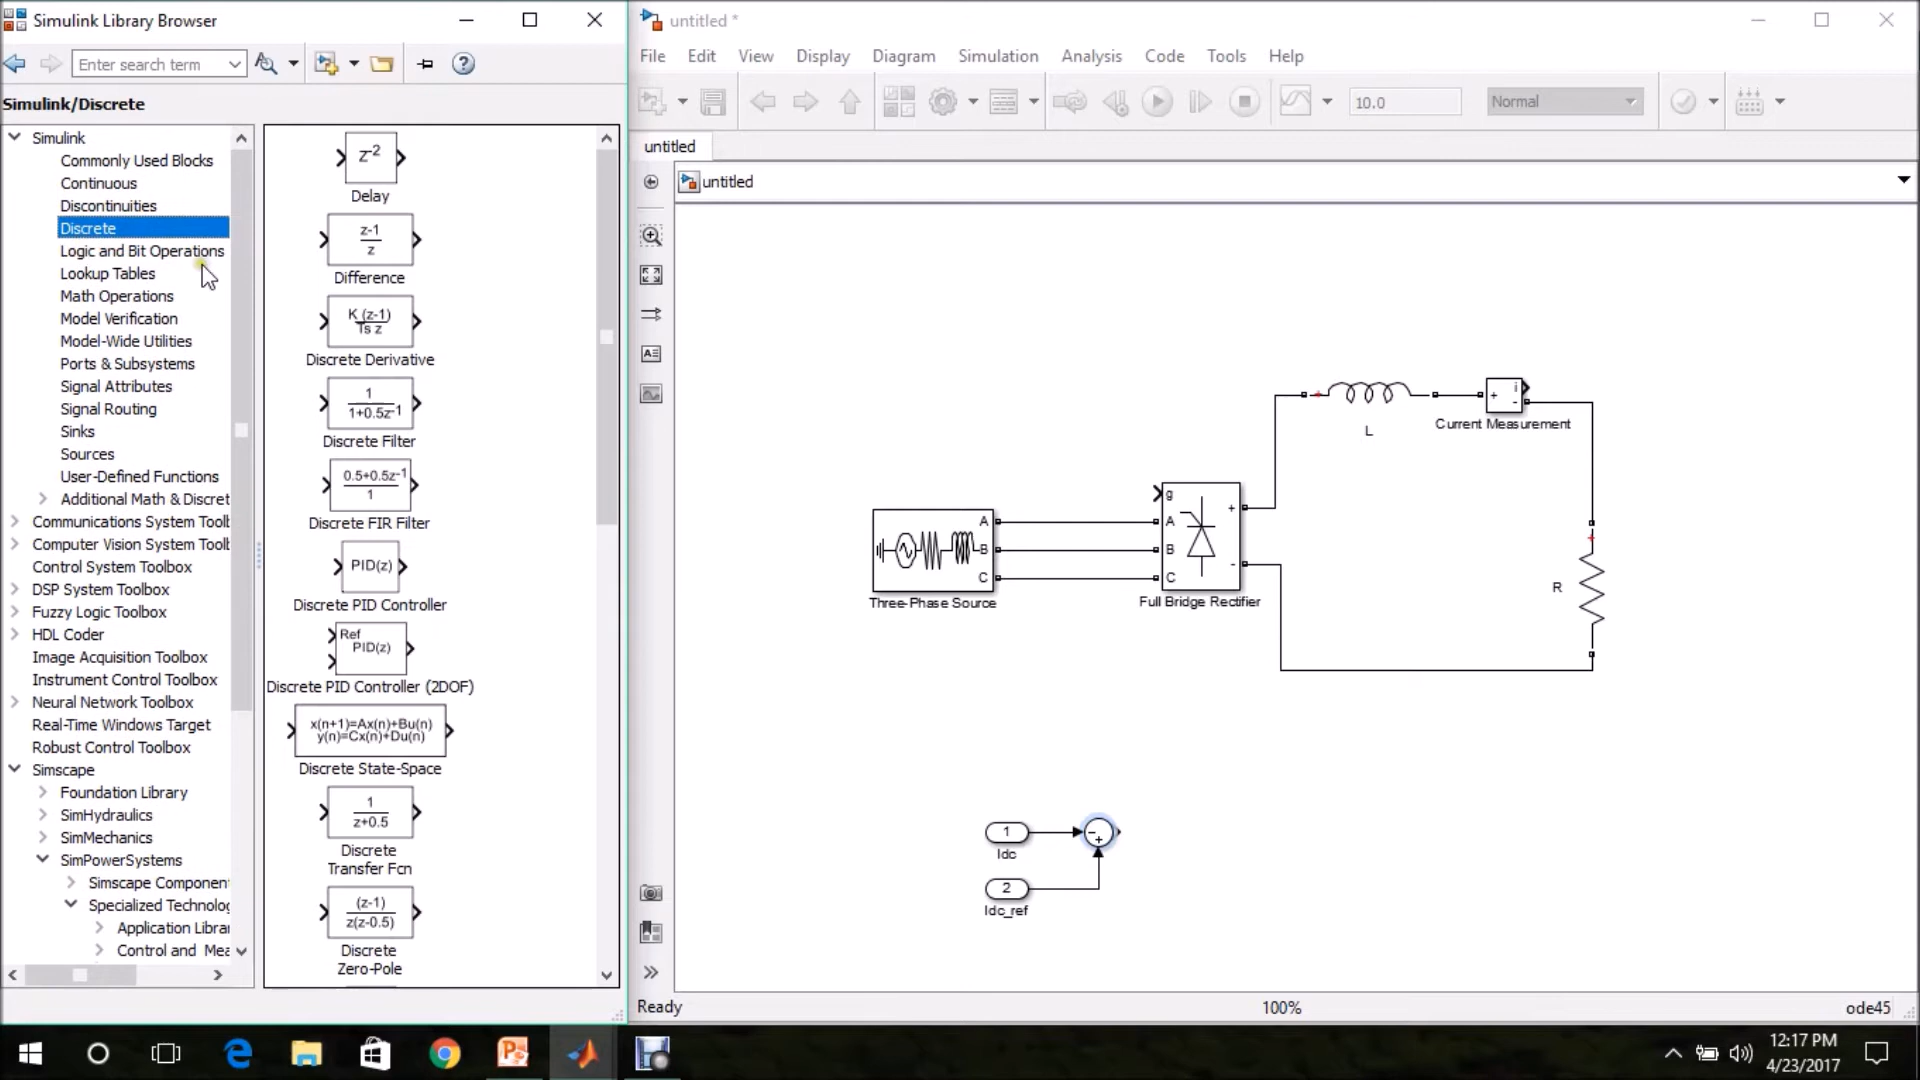 Simulink Library Browser
Enter search term
Simulink/Discrete
Simulink
Commonly Used Blocks
Continuous
Discontinuities
Discrete
Logic and Bit Operations
Lookup Tables
Math Operations
Model Verification
Model-Wide Utilities
Ports & Subsystems
Signal Attributes
Signal Routing
Sinks
Sources
User-Defined Functions
Additional Math & Discret
Communications System Toolb
Computer Vision System Toolb
Control System Toolbox
DSP System Toolbox
Fuzzy Logic Toolbox
HDL Coder
Image Acquisition Toolbox
Instrument Control Toolbox
Neural Network Toolbox
Real-Time Windows Target
Robust Control Toolbox
Simscape
Foundation Library
SimHydraulics
SimMechanics
SimPowerSystems
Simscape Componen
Specialized Technolog
Application Librar
Control and Mea
z-2
Delay
z-1
z
Difference
K (z-1)
Ts z
Discrete Derivative
1
1+0.5z-1
Discrete Filter
0.5+0.5z-1
1
Discrete FIR Filter
PID(z)
Discrete PID Controller
Ref
PID(z)
Discrete PID Controller (2DOF)
x(n+1)=Ax(n)+Bu(n)
y(n)=Cx(n)+Du(n)
Discrete State-Space
1
z+0.5
Discrete
Transfer Fcn
(z-1)
z(z-0.5)
Discrete
Zero-Pole
untitled *
File Edit View Display Diagram Simulation Analysis Code Tools Help
10.0
Normal
untitled
untitled
L
i
+
-
Current Measurement
g
A
B
C
+
-
Full Bridge Rectifier
A
B
C
Three-Phase Source
R
1
Idc
2
Idc_ref
-
+
Ready
100%
ode45
12:17 PM
4/23/2017